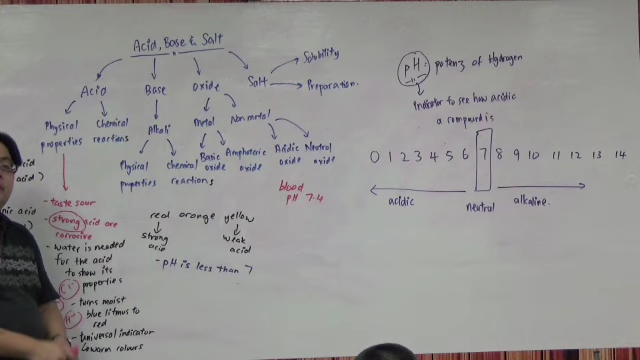 Acid, Base & Salt
Acid
Base
Oxide
Salt
Solubility
Preparation.
Physical properties
Chemical reactions
Alkali
Metal
Non metal
Physical properties
Chemical reactions
Basic oxide
Amphoteric oxide
Acidic oxide
Neutral oxide
blood
pH 7.4
- taste sour
- strong acid are
corrosive
- water is needed
for the acid
to show its
properties
- turns moist
blue litmus to
red
- universal indicator
warm colours
red orange yellow
strong acid
weak acid
- pH is less than 7
pH : potenz of Hydrogen
indicator to see how acidic
a compound is
0 1 2 3 4 5 6 7 8 9 10 11 12 13 14
acidic
neutral
alkaline.